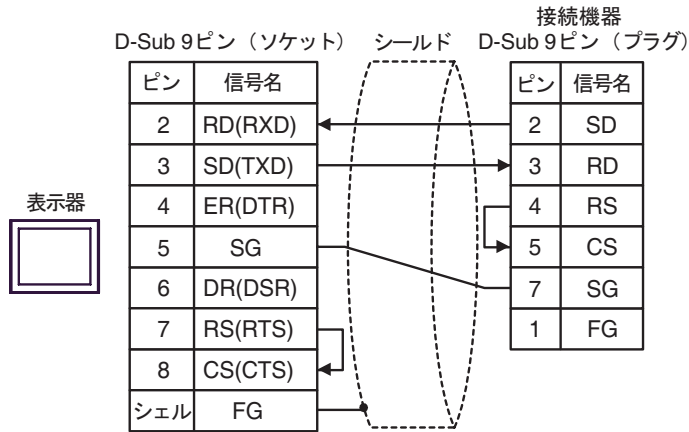 接続機器
D-Sub 9ピン（ソケット） シールド D-Sub 9ピン（プラグ）
ピン 信号名 ピン 信号名
2 RD(RXD) 2 SD
3 SD(TXD) 3 RD
表示器 4 ER(DTR) 4 RS
5 SG 5 CS
6 DR(DSR) 7 SG
7 RS(RTS) 1 FG
8 CS(CTS)
シェル FG